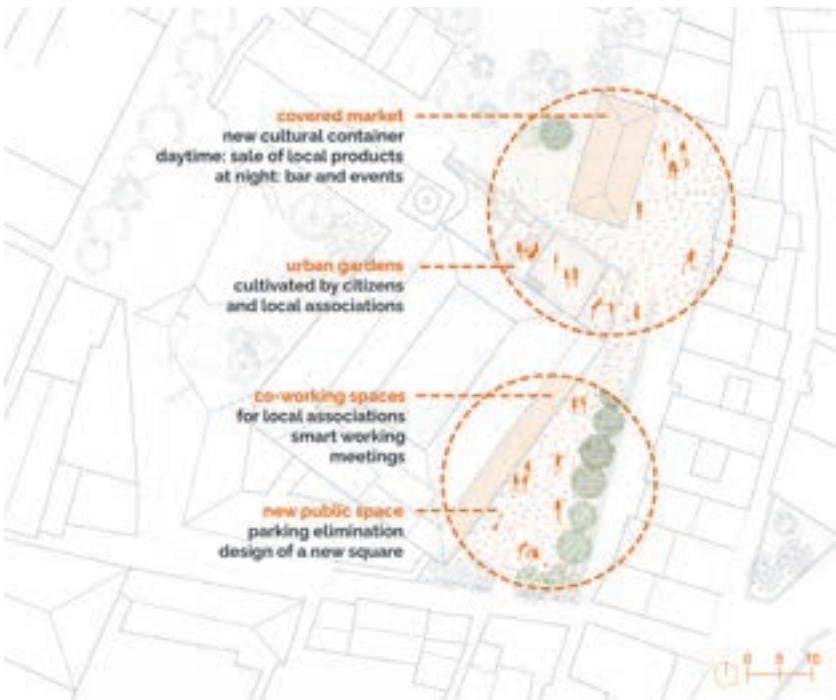 covered market
new cultural container
daytime: sale of local products
at night: bar and events
urban gardens
cultivated by citizens
and local associations
co-working spaces
for local associations
smart working
meetings
new public space
parking elimination
design of a new square
0 5 10